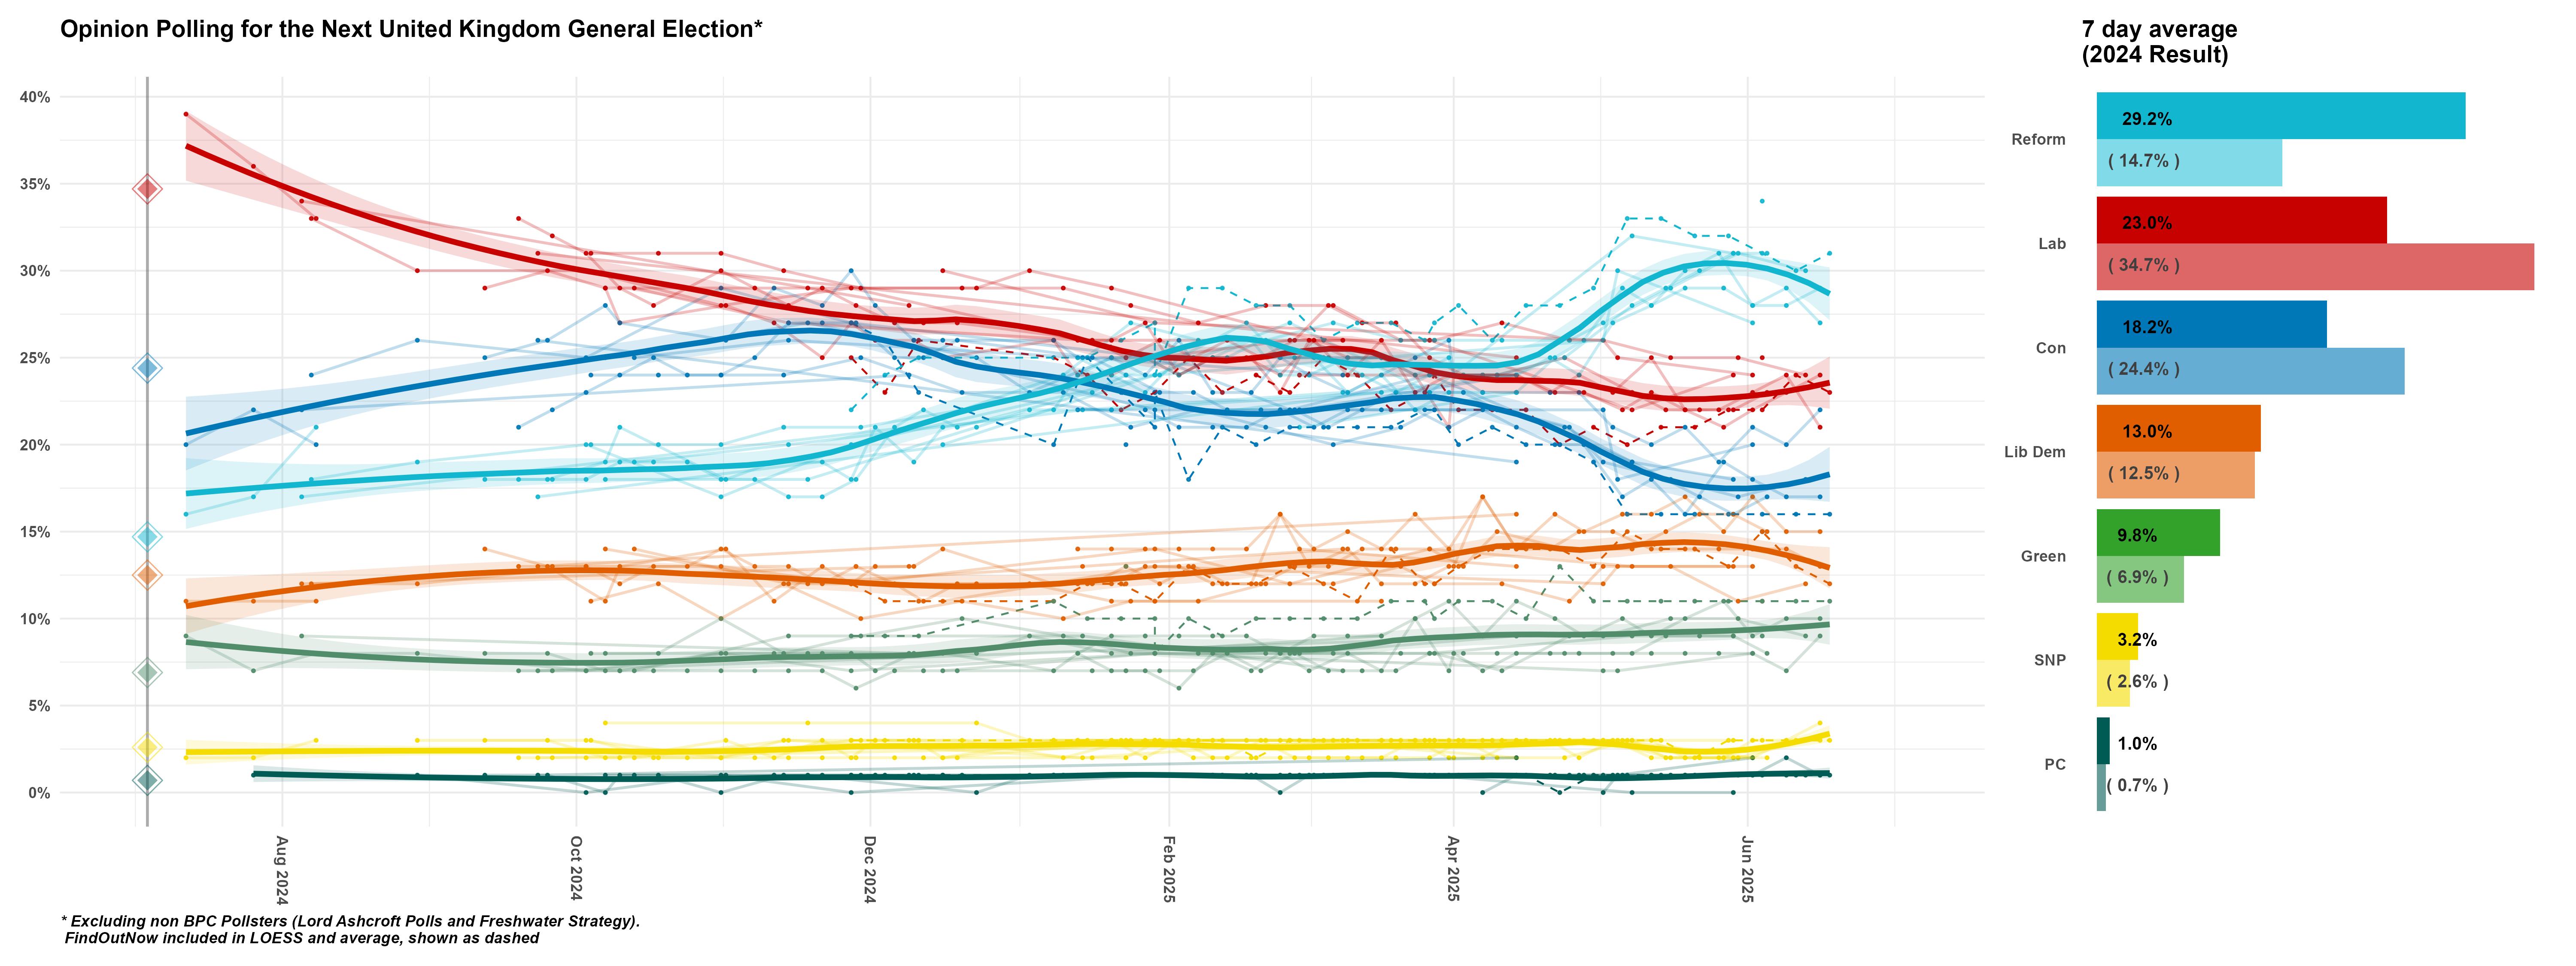 Opinion Polling for the Next United Kingdom General Election*
40%
35%
30%
25%
20%
15%
10%
5%
0%
Aug 2024
Oct 2024
Dec 2024
Feb 2025
Apr 2025
Jun 2025
* Excluding non BPC Pollsters (Lord Ashcroft Polls and Freshwater Strategy).
FindOutNow included in LOESS and average, shown as dashed
7 day average
(2024 Result)
Reform
29.2%
( 14.7% )
Lab
23.0%
( 34.7% )
Con
18.2%
( 24.4% )
Lib Dem
13.0%
( 12.5% )
Green
9.8%
( 6.9% )
SNP
3.2%
( 2.6% )
PC
1.0%
( 0.7% )